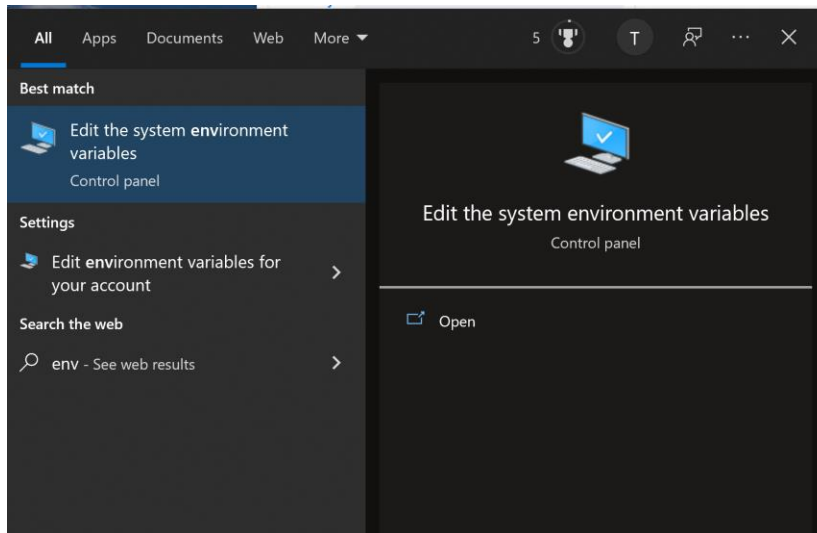 All Apps Documents Web More 5 T ...
Best match
Edit the system environment
variables
Control panel
Settings
Edit environment variables for
your account
Search the web
env - See web results
Edit the system environment variables
Control panel
Open